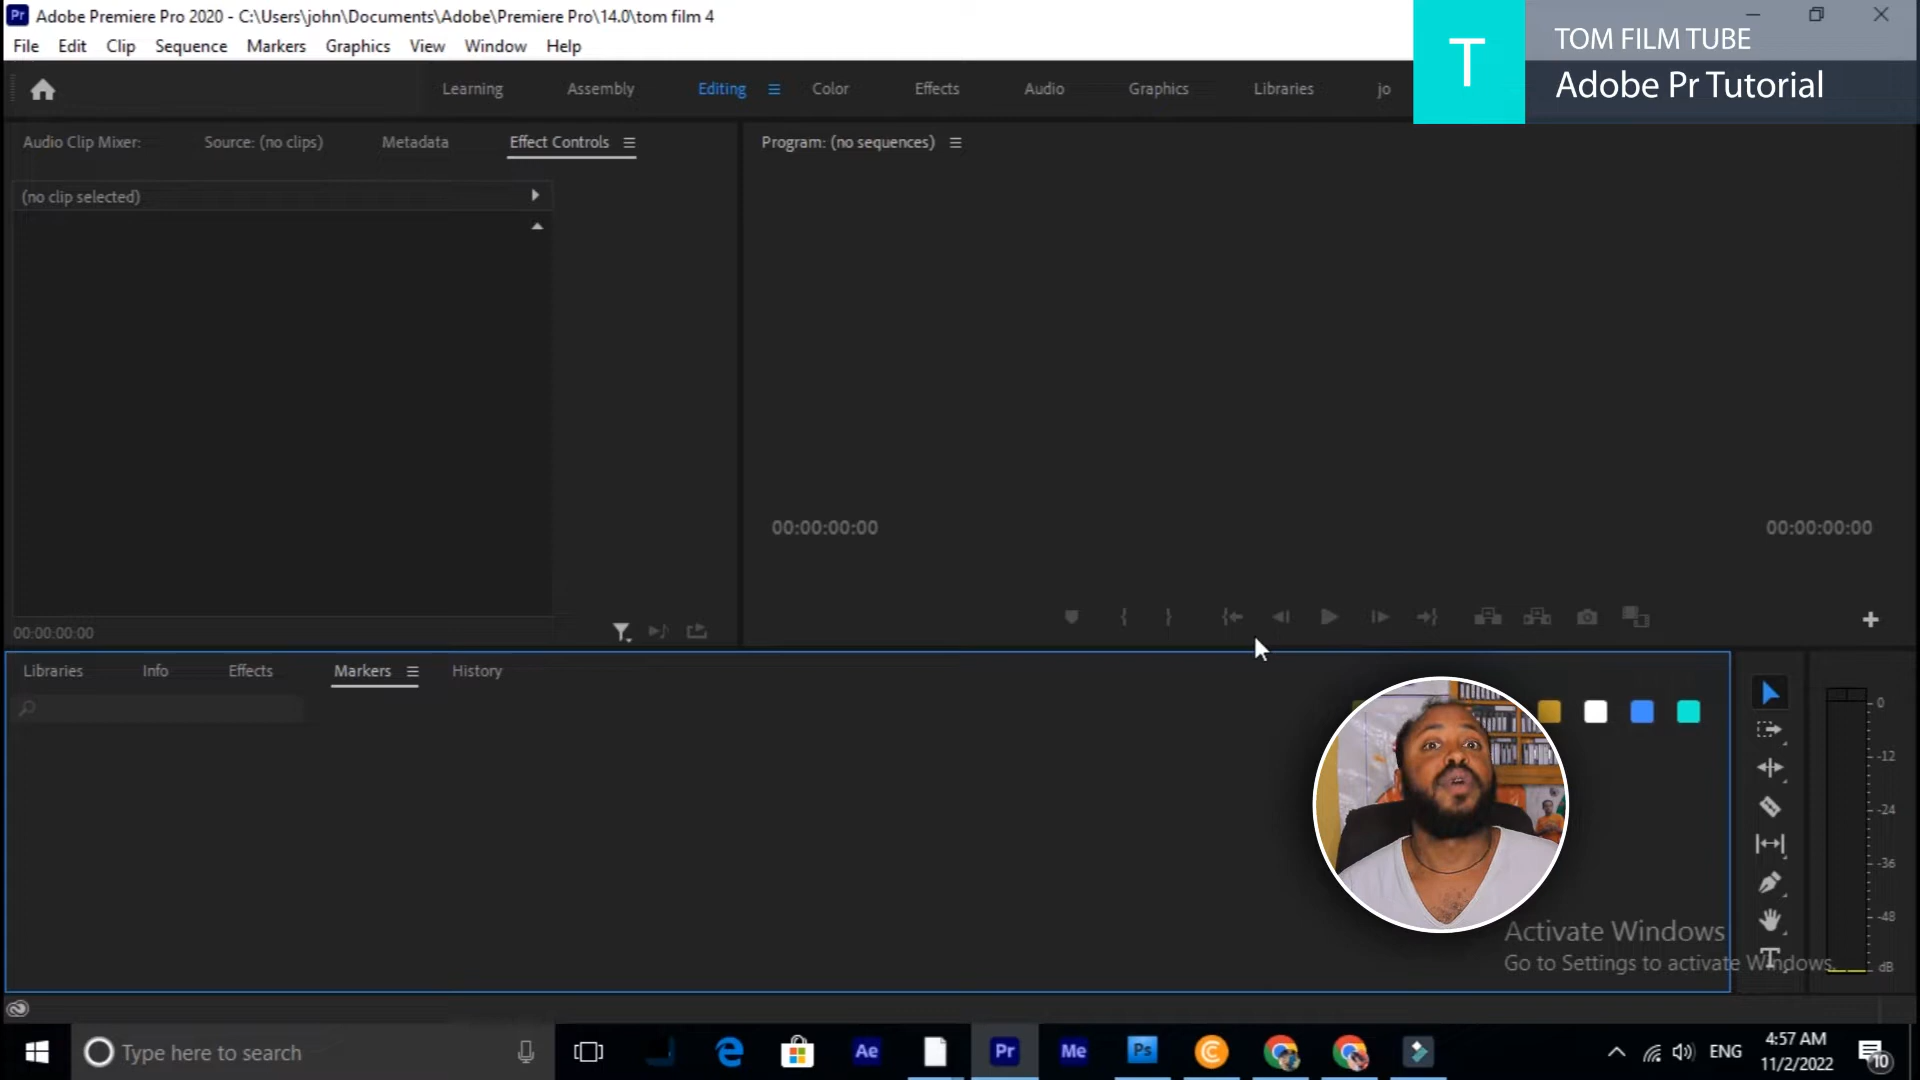 Adobe Premiere Pro 2020 - C:\Users\john\Documents\Adobe\Premiere Pro\14.0\tom film 4
File Edit Clip Sequence Markers Graphics View Window Help
TOM FILM TUBE
T
Adobe Pr Tutorial
Learning Assembly Editing Color Effects Audio Graphics Libraries jo
Audio Clip Mixer: Source: (no clips) Metadata Effect Controls
Program: (no sequences)
(no clip selected)
00:00:00:00 00:00:00:00
00:00:00:00
Libraries Info Effects Markers History
0
-12
-24
-36
-48
dB
Activate Windows
Go to Settings to activate Windows.
Type here to search
Ae Pr Me Ps
ENG
4:57 AM
11/2/2022
10